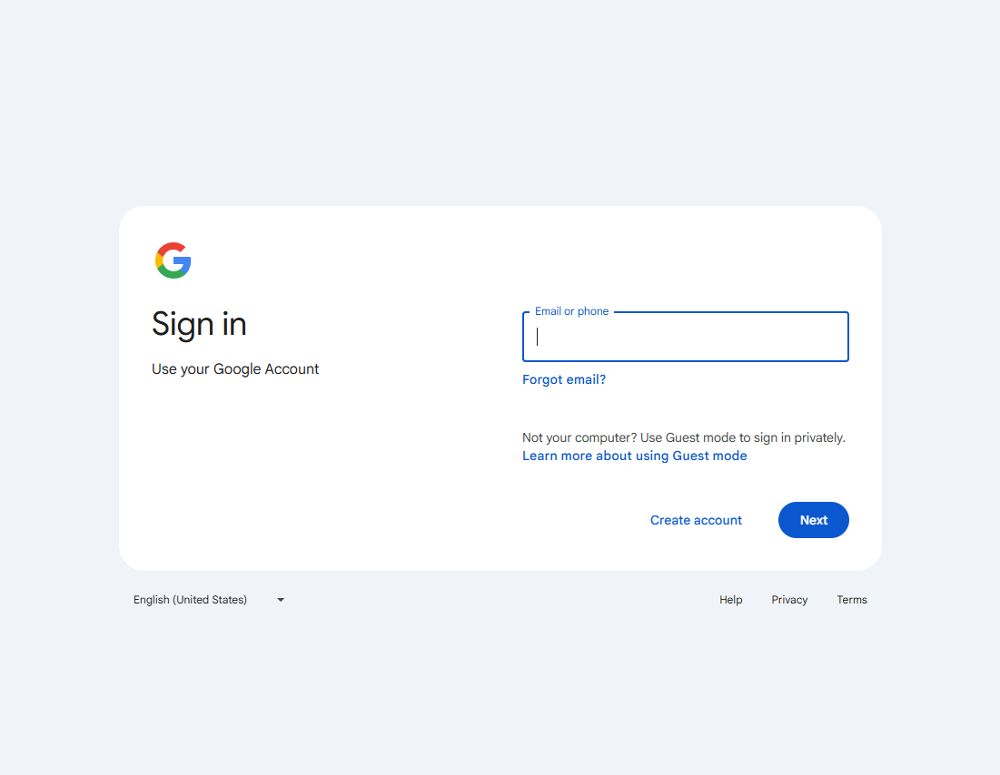 Sign in
Use your Google Account
Email or phone
Forgot email?
Not your computer? Use Guest mode to sign in privately.
Learn more about using Guest mode
Create account
Next
English (United States)
Help
Privacy
Terms